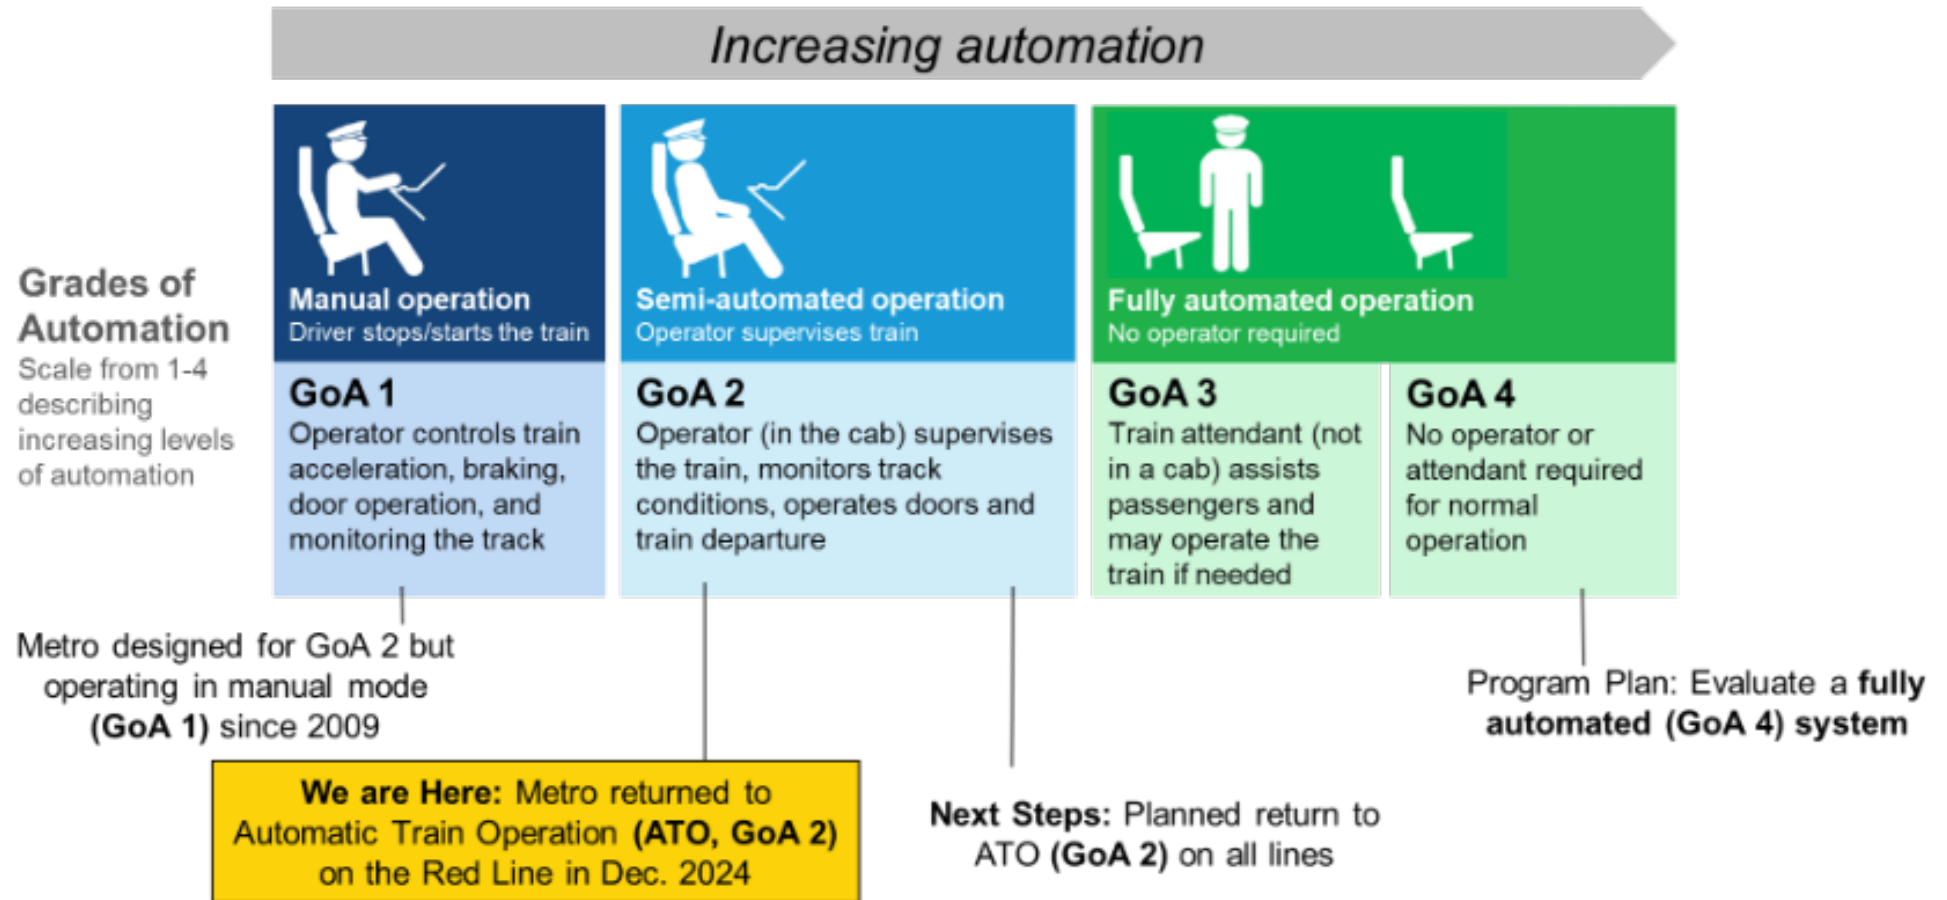 Increasing automation
Grades of
Automation
Scale from 1-4
describing
increasing levels
of automation
Manual operation
Driver stops/starts the train
GoA 1
Operator controls train
acceleration, braking,
door operation, and
monitoring the track
Semi-automated operation
Operator supervises train
GoA 2
Operator (in the cab) supervises
the train, monitors track
conditions, operates doors and
train departure
Fully automated operation
No operator required
GoA 3
Train attendant (not
in a cab) assists
passengers and
may operate the
train if needed
GoA 4
No operator or
attendant required
for normal
operation
Metro designed for GoA 2 but
operating in manual mode
(GoA 1) since 2009
We are Here: Metro returned to
Automatic Train Operation (ATO, GoA 2)
on the Red Line in Dec. 2024
Next Steps: Planned return to
ATO (GoA 2) on all lines
Program Plan: Evaluate a fully
automated (GoA 4) system